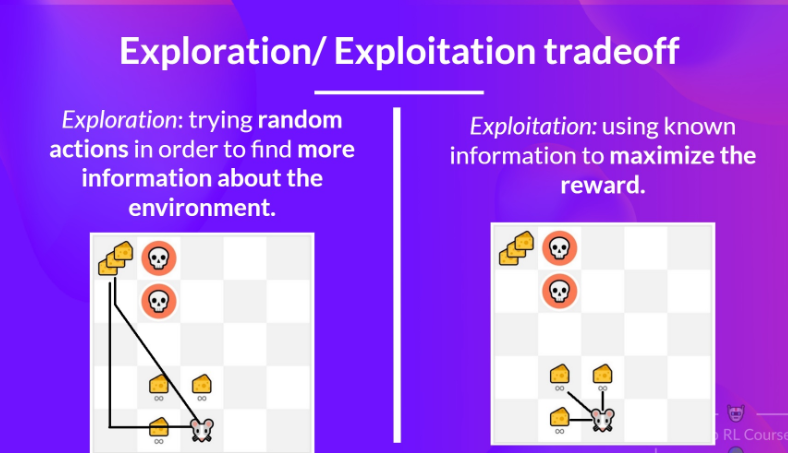 Exploration/ Exploitation tradeoff
Exploration: trying random
actions in order to find more
information about the
environment.
Exploitation: using known
information to maximize the
reward.
∞ ∞
∞
∞ ∞
∞
RL Course